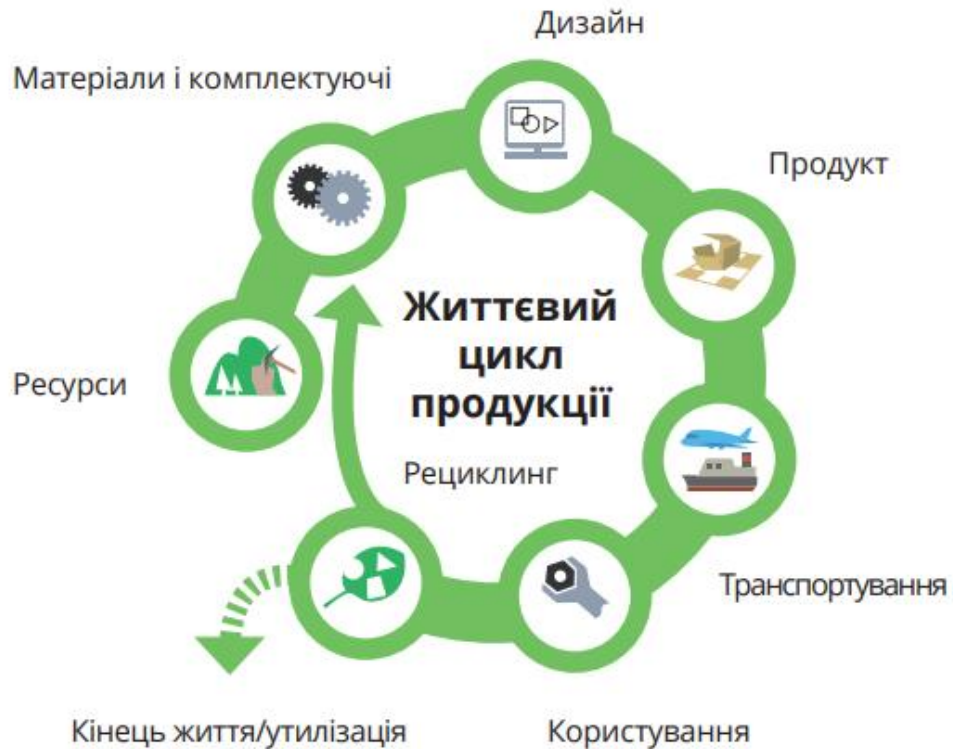 Дизайн
Матеріали і комплектуючі
Продукт
Життєвий
цикл
продукції
Ресурси
Рециклинг
Транспортування
Кінець життя/утилізація
Користування